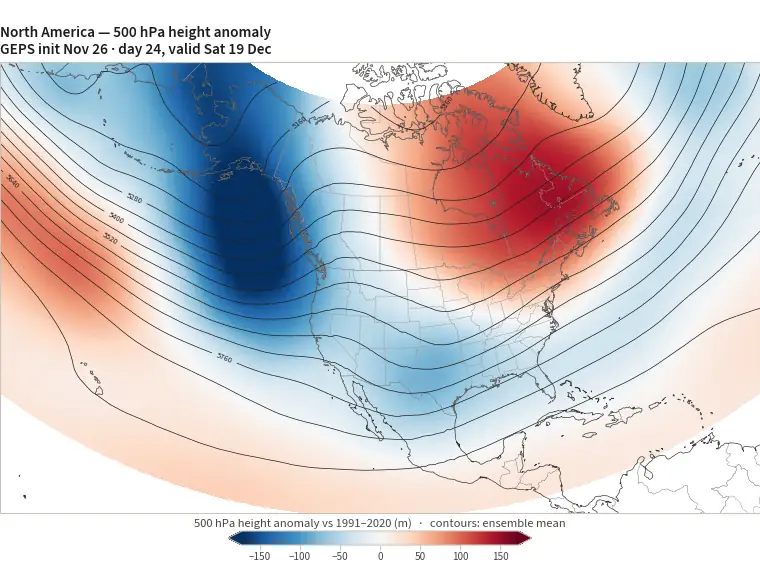 North America — 500 hPa height anomaly
GEPS init Nov 26 · day 24, valid Sat 19 Dec
5640
5280
5400
5520
5760
500 hPa height anomaly vs 1991–2020 (m) · contours: ensemble mean
−150 −100 −50 0 50 100 150